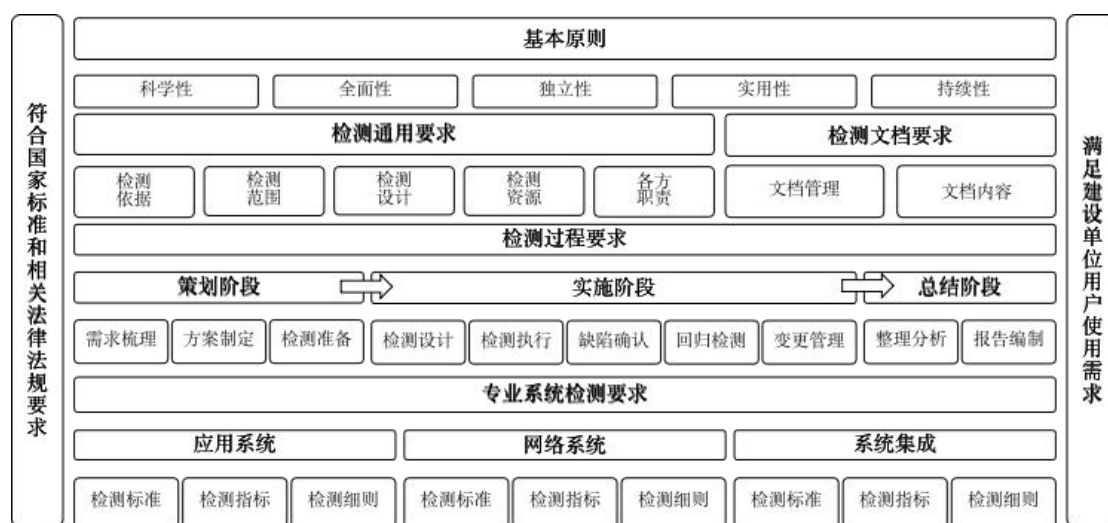 符合国家标准和相关法律法规要求
基本原则
科学性 全面性 独立性 实用性 持续性
检测通用要求 检测文档要求
检测 检测 检测 检测 各方
依据 范围 设计 资源 职责
文档管理 文档内容
检测过程要求
策划阶段 实施阶段 总结阶段
需求梳理 方案制定 检测准备 检测设计 检测执行 缺陷确认 回归检测 变更管理 整理分析 报告编制
专业系统检测要求
应用系统 网络系统 系统集成
检测标准 检测指标 检测细则 检测标准 检测指标 检测细则 检测标准 检测指标 检测细则
满足建设单位用户使用需求